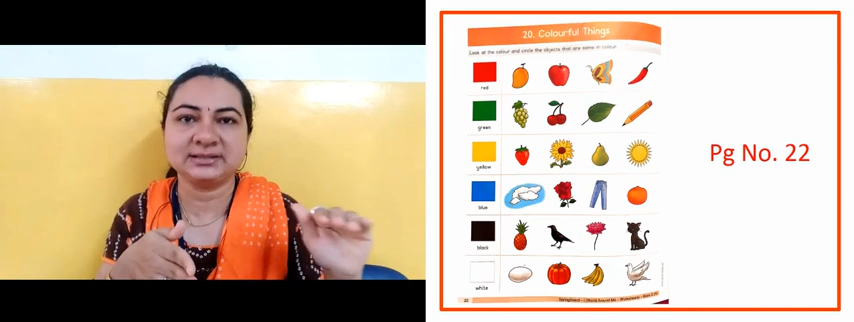 20. Colourful Things
Look at the colour and circle the objects that are same in colour.
red
green
yellow
blue
black
white
22
Pg No. 22